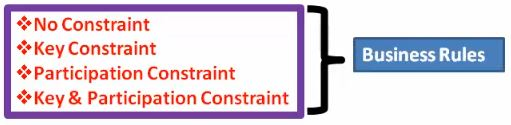 ❖No Constraint
❖Key Constraint
❖Participation Constraint
❖Key & Participation Constraint
Business Rules